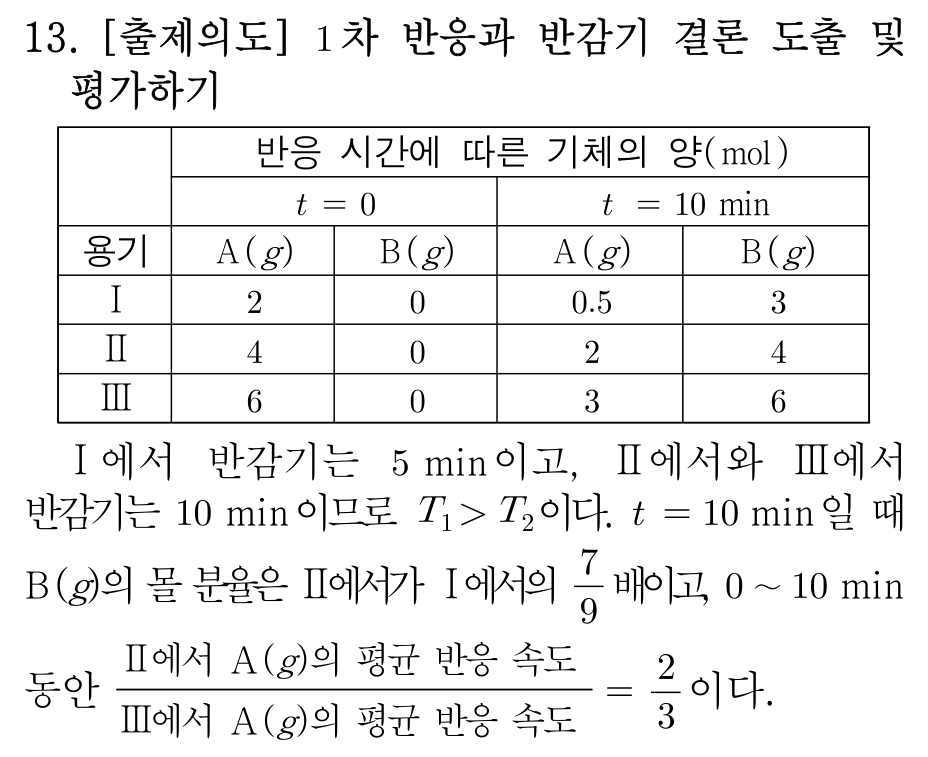 13. [출제의도] 1차 반응과 반감기 결론 도출 및
평가하기
반응 시간에 따른 기체의 양(mol)
t = 0 t = 10 min
용기 A(g) B(g) A(g) B(g)
Ⅰ 2 0 0.5 3
Ⅱ 4 0 2 4
Ⅲ 6 0 3 6
Ⅰ에서 반감기는 5 min이고, Ⅱ에서와 Ⅲ에서
반감기는 10 min이므로 T₁> T₂이다. t = 10 min일 때
B(g)의 몰 분율은 Ⅱ에서가 Ⅰ에서의 7/9 배이고, 0 ~ 10 min
동안 Ⅱ에서 A(g)의 평균 반응 속도 / Ⅲ에서 A(g)의 평균 반응 속도 = 2/3 이다.